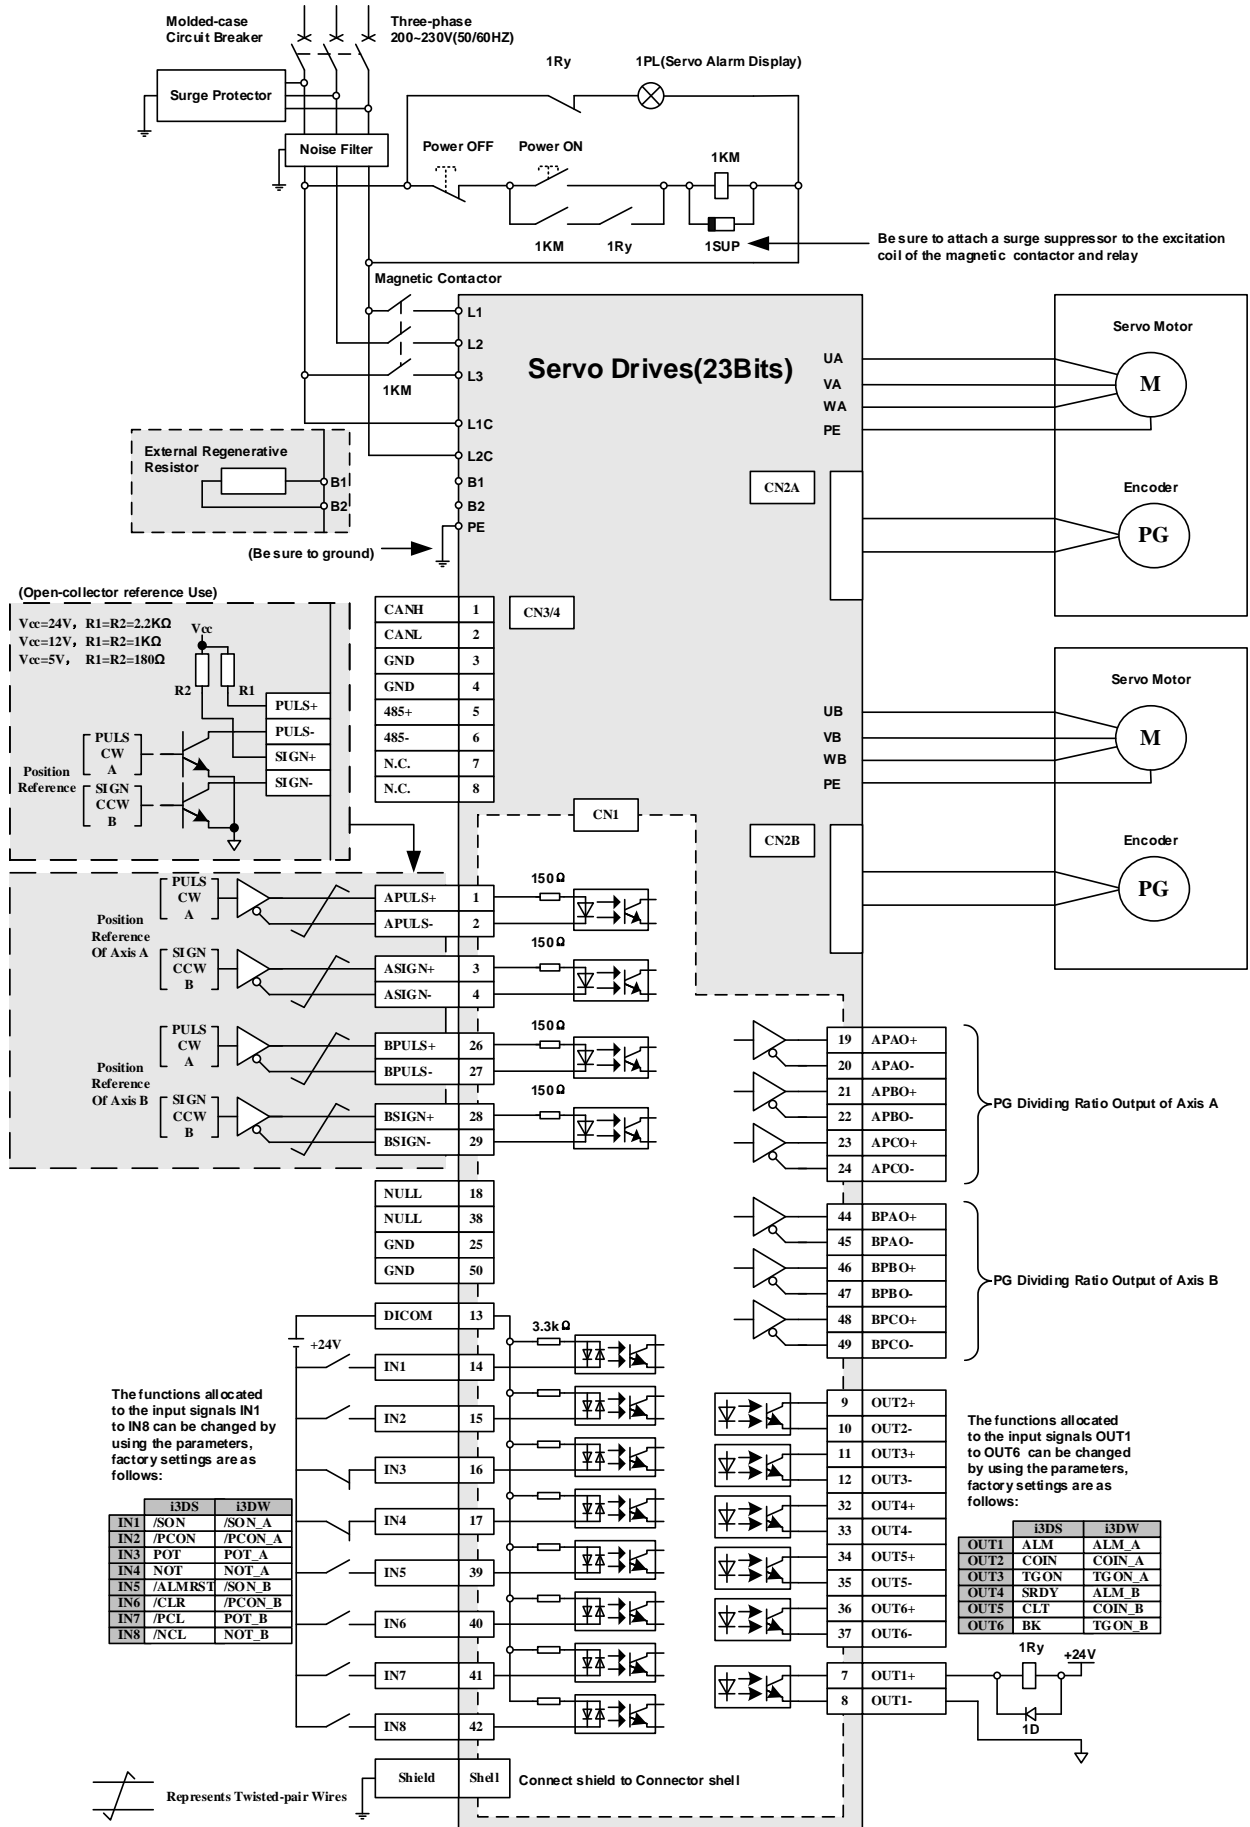 Molded-case
Circuit Breaker
Three-phase
200~230V(50/60HZ)
1Ry
1PL(Servo Alarm Display)
Surge Protector
Noise Filter
Power OFF
Power ON
1KM
1KM
1Ry
1SUP
Be sure to attach a surge suppressor to the excitation
coil of the magnetic contactor and relay
Magnetic Contactor
L1
L2
L3
1KM
L1C
L2C
B1
B2
PE
Servo Drives(23Bits)
External Regenerative
Resistor
B1
B2
(Be sure to ground)
UA
VA
WA
PE
CN2A
Servo Motor
M
Encoder
PG
(Open-collector reference Use)
Vcc=24V, R1=R2=2.2KΩ
Vcc=12V, R1=R2=1KΩ
Vcc=5V, R1=R2=180Ω
Vcc
R2
R1
PULS+
PULS-
SIGN+
SIGN-
Position
Reference
PULS
CW
A
SIGN
CCW
B
CANH 1
CANL 2
GND 3
GND 4
485+ 5
485- 6
N.C. 7
N.C. 8
CN3/4
CN1
UB
VB
WB
PE
CN2B
Servo Motor
M
Encoder
PG
Position
Reference
Of Axis A
PULS
CW
A
SIGN
CCW
B
APULS+ 1
APULS- 2
ASIGN+ 3
ASIGN- 4
150Ω
150Ω
Position
Reference
Of Axis B
PULS
CW
A
SIGN
CCW
B
BPULS+ 26
BPULS- 27
BSIGN+ 28
BSIGN- 29
150Ω
150Ω
19 APAO+
20 APAO-
21 APBO+
22 APBO-
23 APCO+
24 APCO-
PG Dividing Ratio Output of Axis A
NULL 18
NULL 38
GND 25
GND 50
44 BPAO+
45 BPAO-
46 BPBO+
47 BPBO-
48 BPCO+
49 BPCO-
PG Dividing Ratio Output of Axis B
DICOM 13
+24V
3.3kΩ
IN1 14
IN2 15
IN3 16
IN4 17
IN5 39
IN6 40
IN7 41
IN8 42
The functions allocated
to the input signals IN1
to IN8 can be changed by
using the parameters,
factory settings are as
follows:
i3DS i3DW
IN1 /SON /SON_A
IN2 /PCON /PCON_A
IN3 POT POT_A
IN4 NOT NOT_A
IN5 /ALMRST /SON_B
IN6 /CLR /PCON_B
IN7 /PCL POT_B
IN8 /NCL NOT_B
9 OUT2+
10 OUT2-
11 OUT3+
12 OUT3-
32 OUT4+
33 OUT4-
34 OUT5+
35 OUT5-
36 OUT6+
37 OUT6-
7 OUT1+
8 OUT1-
The functions allocated
to the input signals OUT1
to OUT6 can be changed
by using the parameters,
factory settings are as
follows:
i3DS i3DW
OUT1 ALM ALM_A
OUT2 COIN COIN_A
OUT3 TGON TGON_A
OUT4 SRDY ALM_B
OUT5 CLT COIN_B
OUT6 BK TGON_B
1Ry
+24V
1D
Shield Shell
Connect shield to Connector shell
Represents Twisted-pair Wires